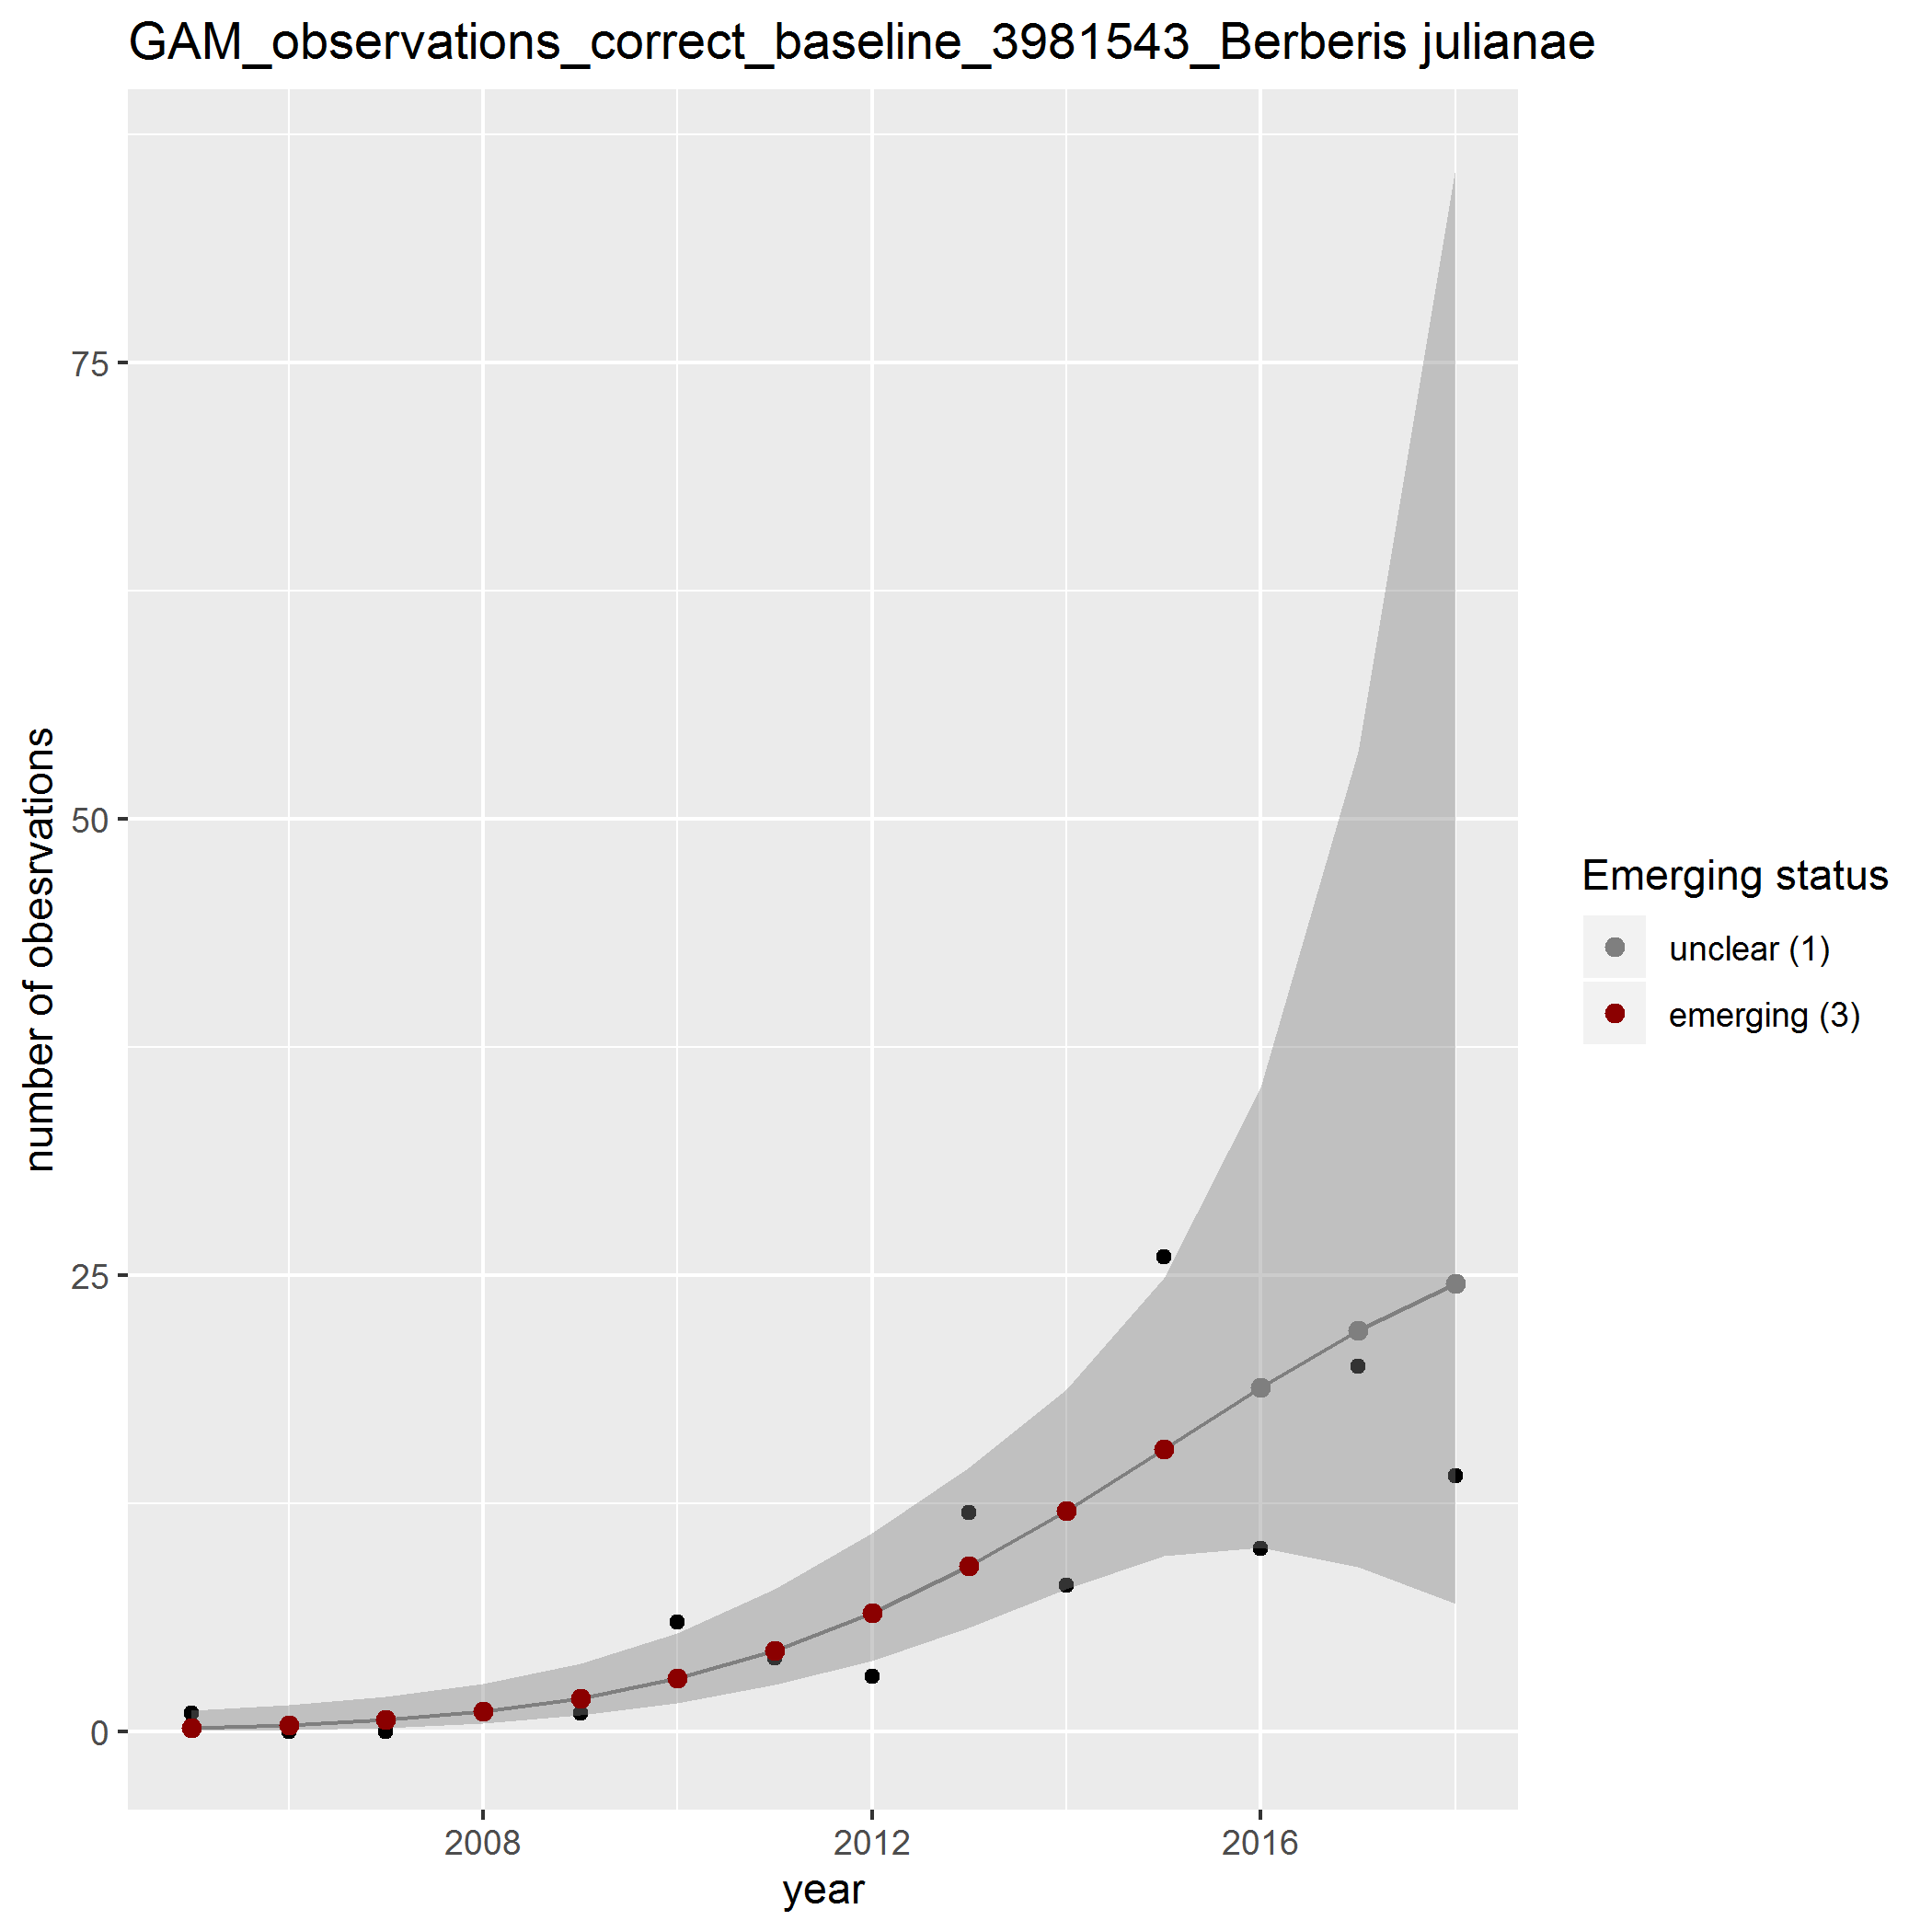 GAM_observations_correct_baseline_3981543_Berberis julianae
number of obesrvations
75
50
25
0
2008
2012
2016
year
Emerging status
unclear (1)
emerging (3)